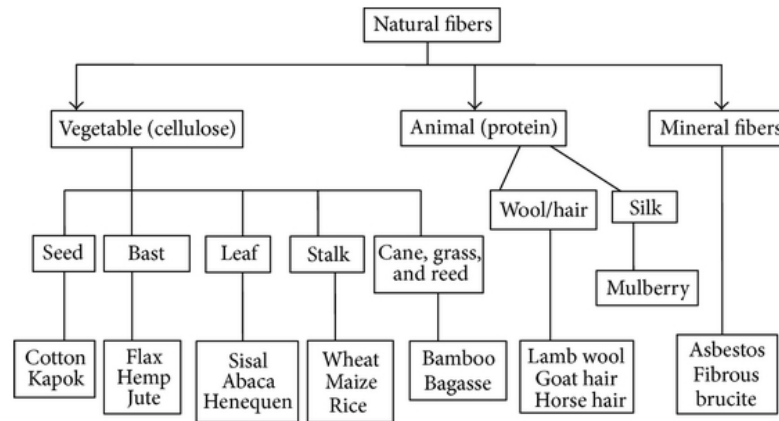 Natural fibers
Vegetable (cellulose)
Animal (protein)
Mineral fibers
Seed
Bast
Leaf
Stalk
Cane, grass,
and reed
Wool/hair
Silk
Mulberry
Cotton
Kapok
Flax
Hemp
Jute
Sisal
Abaca
Henequen
Wheat
Maize
Rice
Bamboo
Bagasse
Lamb wool
Goat hair
Horse hair
Asbestos
Fibrous
brucite